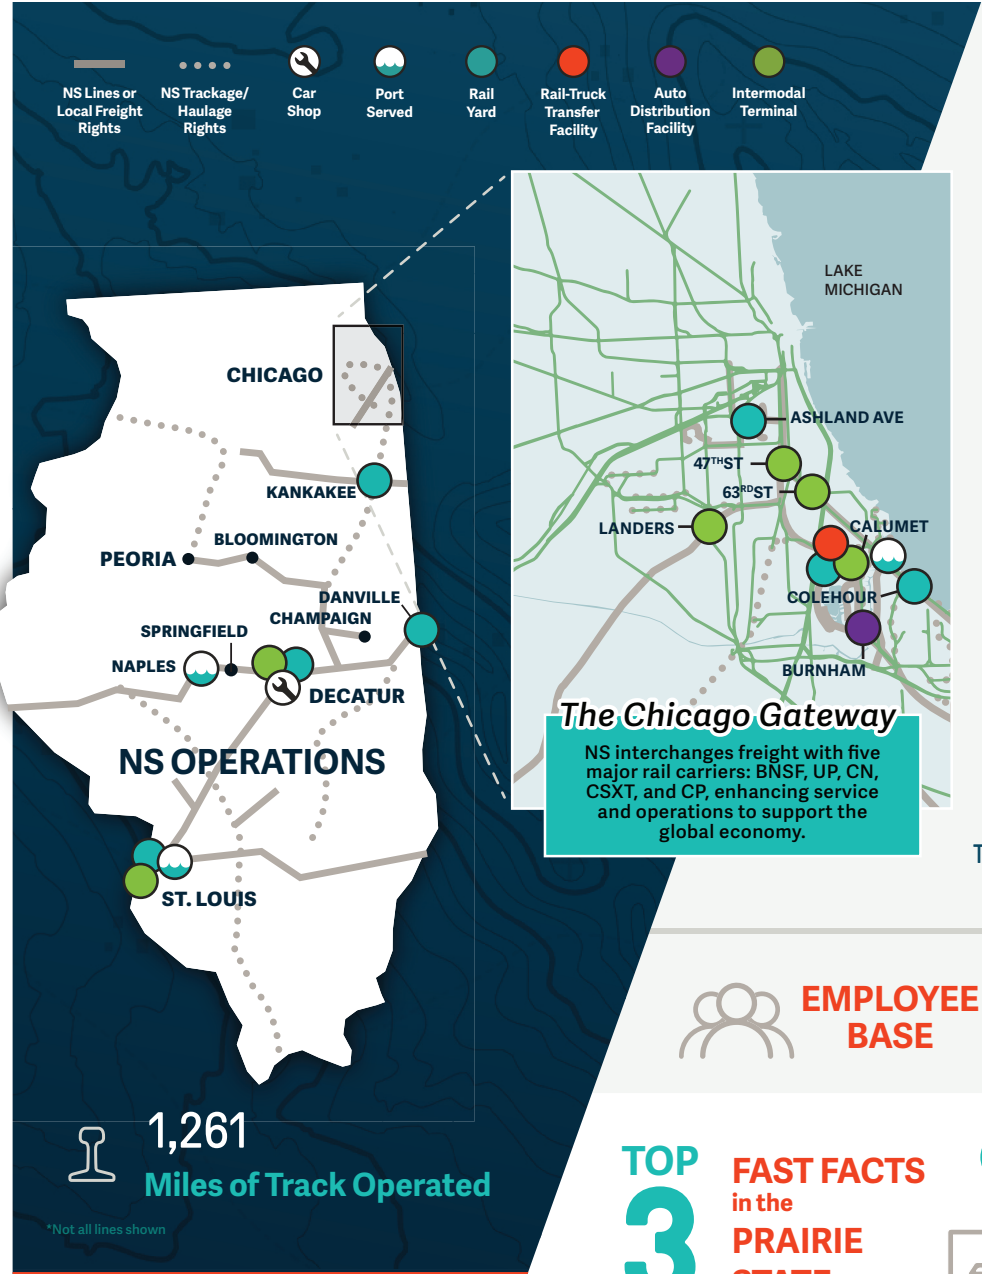 NS Lines or
Local Freight
Rights
NS Trackage/
Haulage
Rights
Car
Shop
Port
Served
Rail
Yard
Rail-Truck
Transfer
Facility
Auto
Distribution
Facility
Intermodal
Terminal
LAKE
MICHIGAN
CHICAGO
KANKAKEE
BLOOMINGTON
PEORIA
DANVILLE
CHAMPAIGN
SPRINGFIELD
NAPLES
DECATUR
NS OPERATIONS
ST. LOUIS
ASHLAND AVE
47THST
63RDST
LANDERS
CALUMET
COLEHOUR
BURNHAM
The Chicago Gateway
NS interchanges freight with five
major rail carriers: BNSF, UP, CN,
CSXT, and CP, enhancing service
and operations to support the
global economy.
T
EMPLOYEE
BASE
1,261
Miles of Track Operated
*Not all lines shown
TOP
3
FAST FACTS
in the
PRAIRIE
STATE